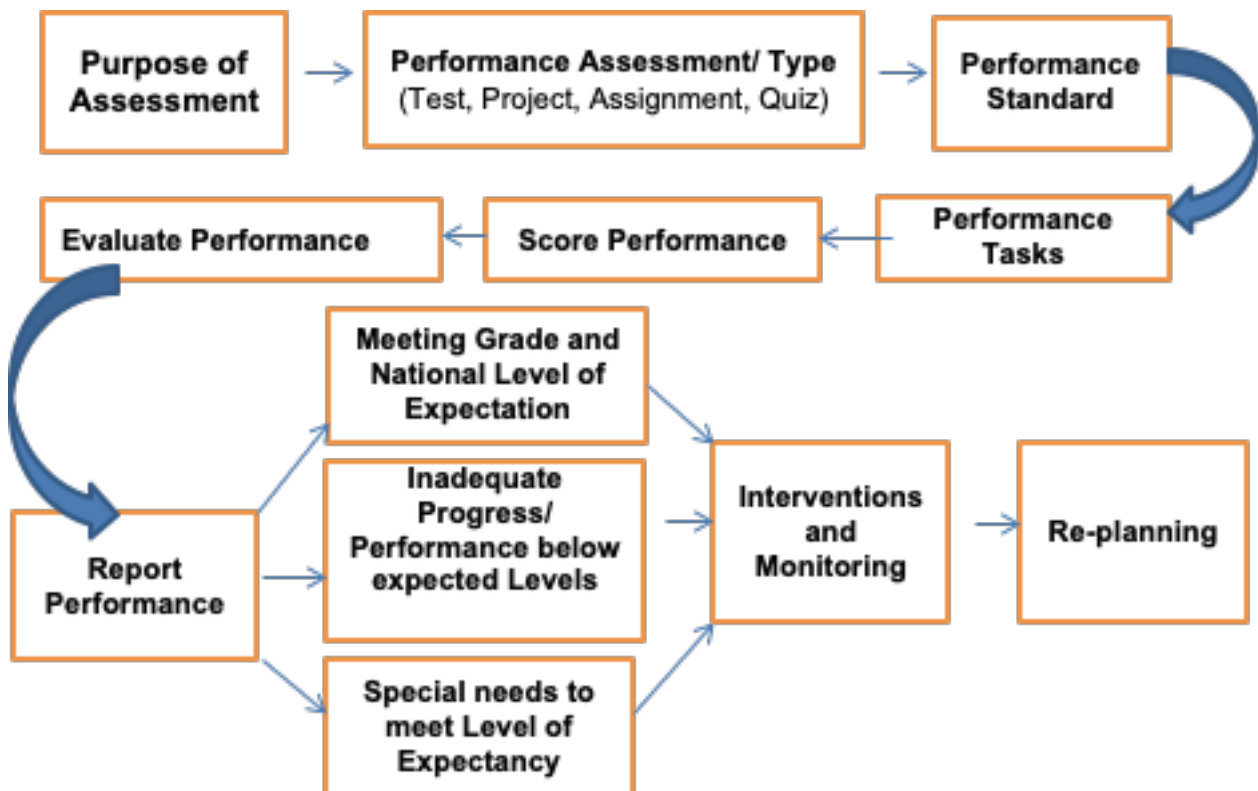 Purpose of
Assessment
Performance Assessment/ Type
(Test, Project, Assignment, Quiz)
Performance
Standard
Performance
Tasks
Score Performance
Evaluate Performance
Report
Performance
Meeting Grade and
National Level of
Expectation
Inadequate
Progress/
Performance below
expected Levels
Special needs to
meet Level of
Expectancy
Interventions
and
Monitoring
Re-planning